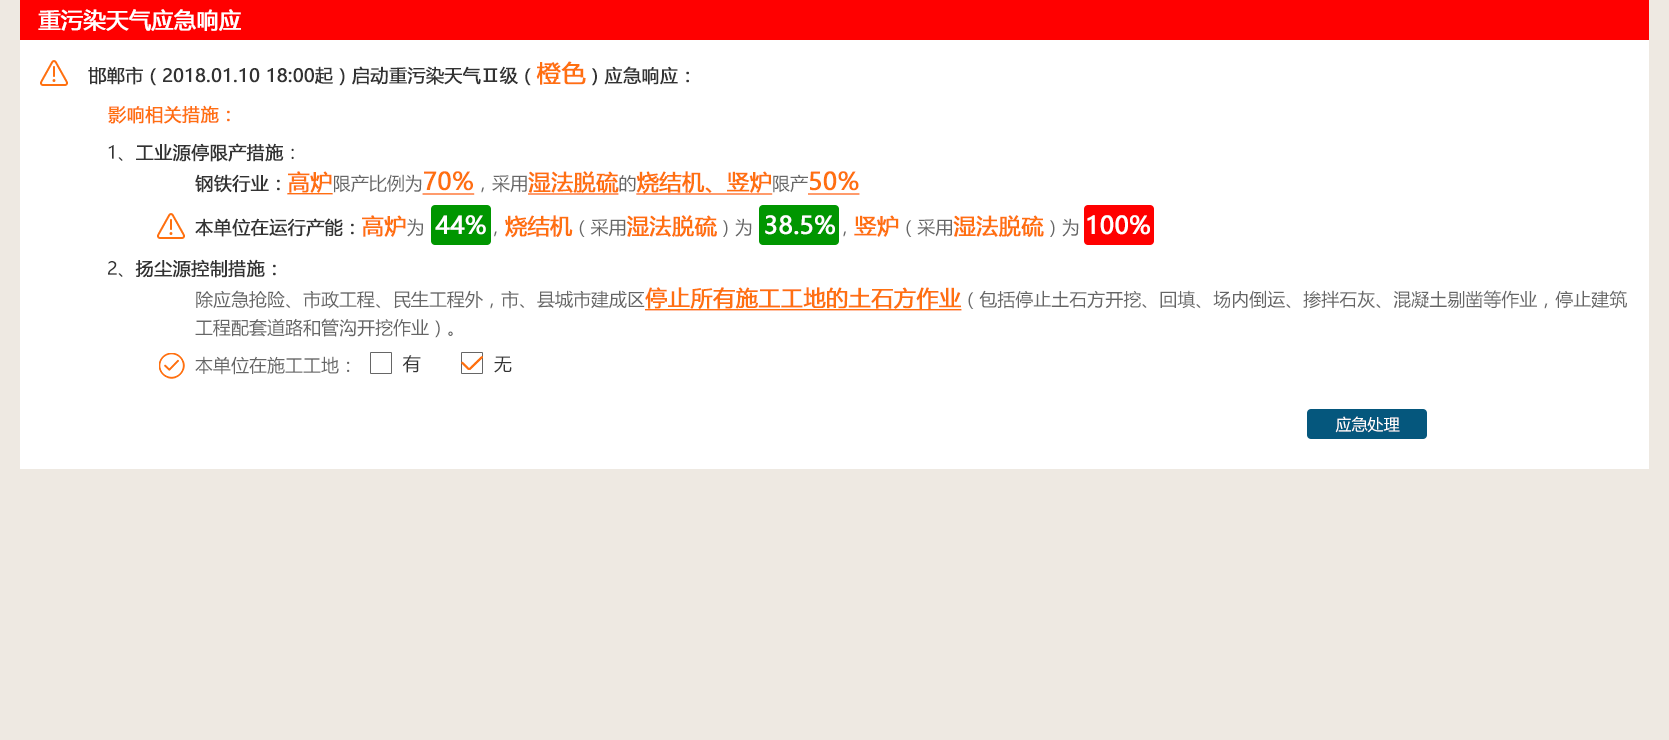 重污染天气应急响应
邯郸市（2018.01.10 18:00起）启动重污染天气Ⅱ级（橙色）应急响应：
影响相关措施：
1、工业源停限产措施：
钢铁行业：高炉限产比例为70%，采用湿法脱硫的烧结机、竖炉限产50%
本单位在运行产能：高炉为 44%，烧结机（采用湿法脱硫）为 38.5%，竖炉（采用湿法脱硫）为 100%
2、扬尘源控制措施：
除应急抢险、市政工程、民生工程外，市、县城市建成区停止所有施工工地的土石方作业（包括停止土石方开挖、回填、场内倒运、掺拌石灰、混凝土剔凿等作业，停止建筑
工程配套道路和管沟开挖作业）。
本单位在施工工地： 有 无
应急处理